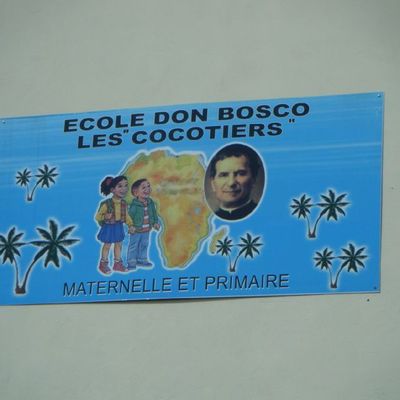 ECOLE DON BOSCO
LES "COCOTIERS"
MATERNELLE ET PRIMAIRE